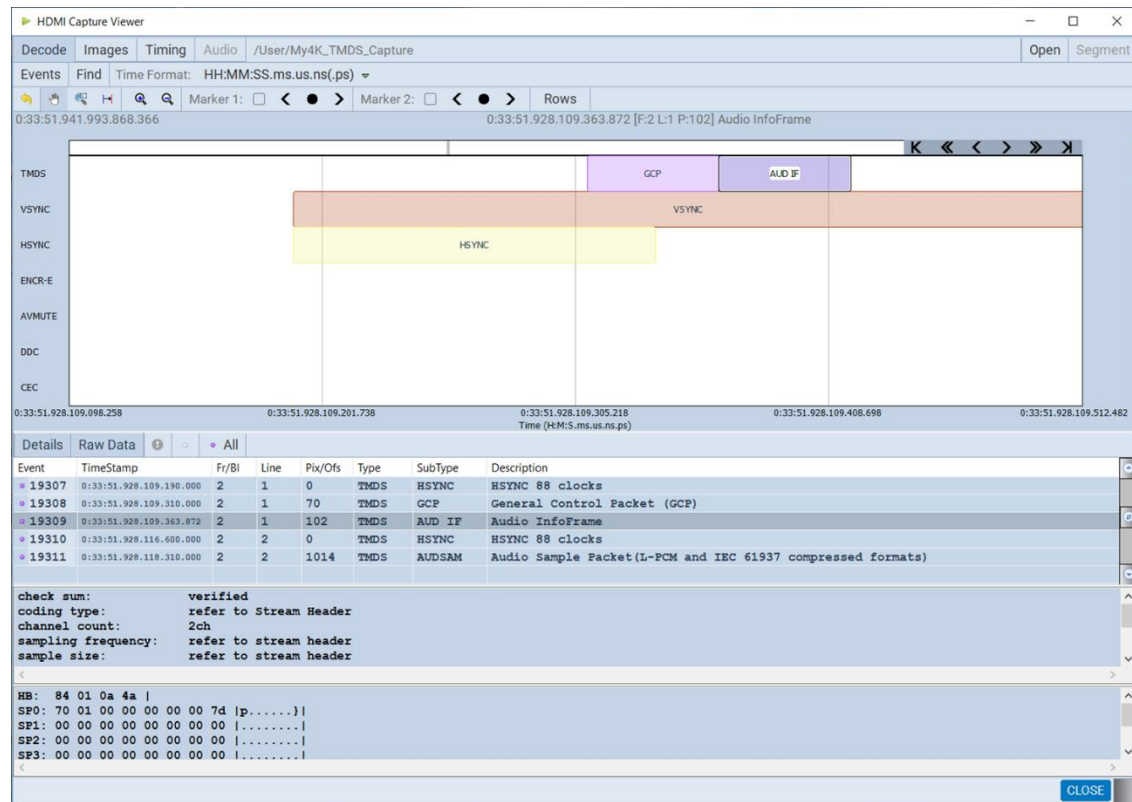 HDMI Capture Viewer
Decode Images Timing Audio /User/My4K_TMDS_Capture Open Segment
Events Find Time Format: HH:MM:SS.ms.us.ns(.ps)
Marker 1: Marker 2: Rows
0:33:51.941.993.868.366 0:33:51.928.109.363.872 [F:2 L:1 P:102] Audio InfoFrame
TMDS GCP AUD IF
VSYNC VSYNC
HSYNC HSYNC
ENCR-E
AVMUTE
DDC
CEC
0:33:51.928.109.098.258 0:33:51.928.109.201.738 0:33:51.928.109.305.218 0:33:51.928.109.408.698 0:33:51.928.109.512.482
Time (H:M:S.ms.us.ns.ps)
Details Raw Data All
Event TimeStamp Fr/Bl Line Pix/Ofs Type SubType Description
19307 0:33:51.928.109.190.000 2 1 0 TMDS HSYNC HSYNC 88 clocks
19308 0:33:51.928.109.310.000 2 1 70 TMDS GCP General Control Packet (GCP)
19309 0:33:51.928.109.363.872 2 1 102 TMDS AUD IF Audio InfoFrame
19310 0:33:51.928.116.600.000 2 2 0 TMDS HSYNC HSYNC 88 clocks
19311 0:33:51.928.118.310.000 2 2 1014 TMDS AUDSAM Audio Sample Packet(L-PCM and IEC 61937 compressed formats)
check sum: verified
coding type: refer to Stream Header
channel count: 2ch
sampling frequency: refer to stream header
sample size: refer to stream header
HB: 84 01 0a 4a |
SP0: 70 01 00 00 00 00 00 7d |p......}|
SP1: 00 00 00 00 00 00 00 00 |........|
SP2: 00 00 00 00 00 00 00 00 |........|
SP3: 00 00 00 00 00 00 00 00 |........|
CLOSE